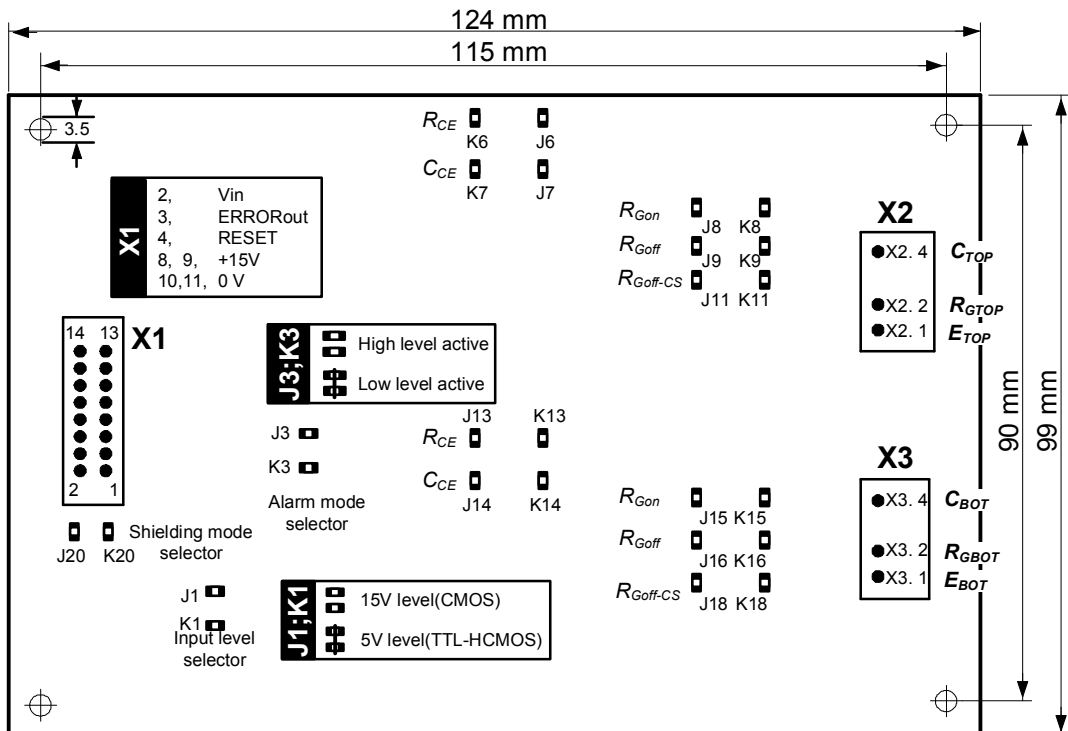 124 mm
115 mm
3.5
R_CE
K6
J6
C_CE
K7
J7
X1
2, Vin
3, ERRORout
4, RESET
8, 9, +15V
10,11, 0 V
R_Gon
J8 K8
R_Goff
J9 K9
R_Goff-CS
J11 K11
X2
X2. 4 C_TOP
X2. 2 R_GTOP
X2. 1 E_TOP
14 13
X1
2 1
J3;K3
High level active
Low level active
J3
K3
Alarm mode
selector
J13 K13
R_CE
C_CE
J14 K14
90 mm
99 mm
R_Gon
J15 K15
R_Goff
J16 K16
R_Goff-CS
J18 K18
X3
X3. 4 C_BOT
X3. 2 R_GBOT
X3. 1 E_BOT
J20 K20
Shielding mode
selector
J1
K1
Input level
selector
J1;K1
15V level(CMOS)
5V level(TTL-HCMOS)